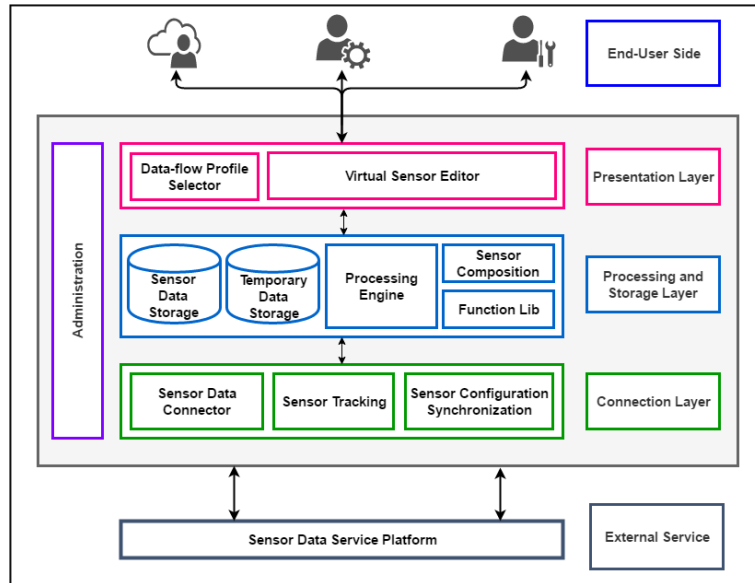 End-User Side
Administration
Data-flow Profile
Selector
Virtual Sensor Editor
Presentation Layer
Sensor
Data
Storage
Temporary
Data
Storage
Processing
Engine
Sensor
Composition
Function Lib
Processing and
Storage Layer
Sensor Data
Connector
Sensor Tracking
Sensor Configuration
Synchronization
Connection Layer
Sensor Data Service Platform
External Service